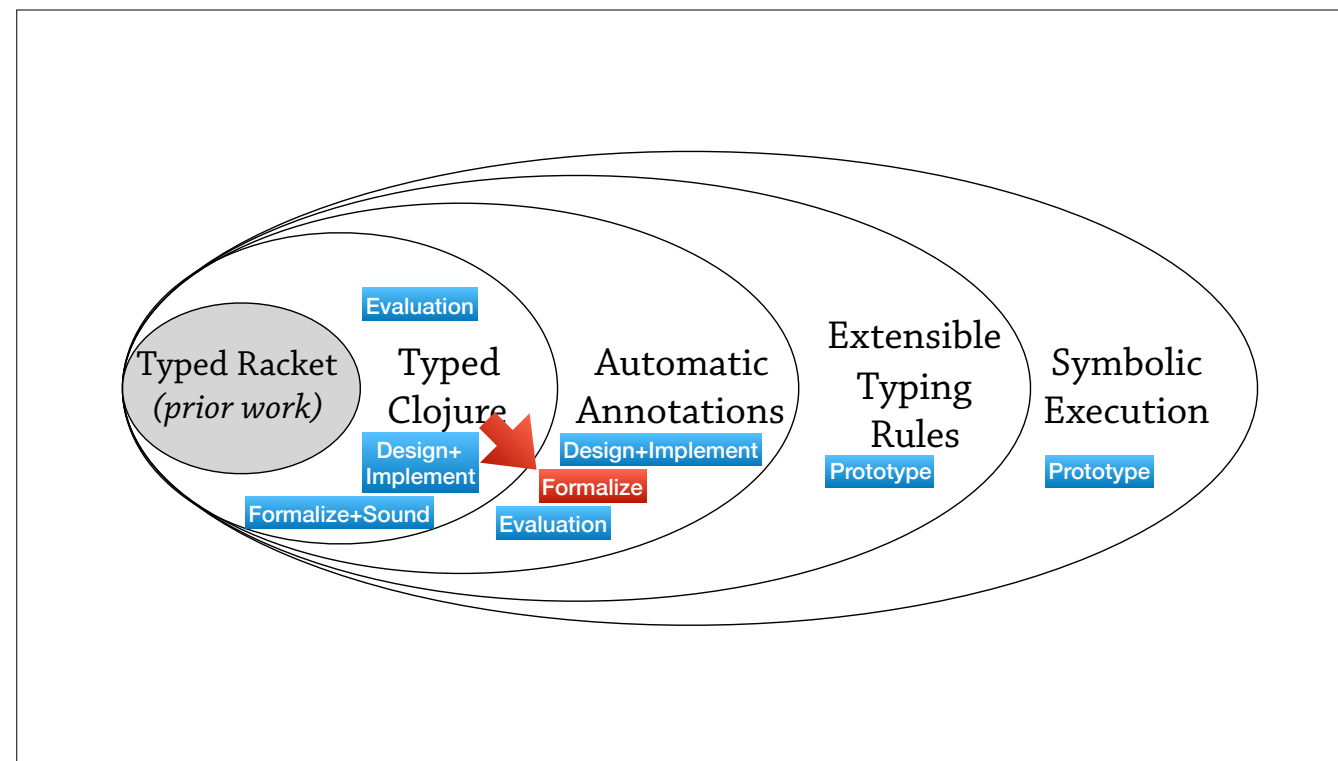 Typed Racket
(prior work)
Evaluation
Typed
Clojure
Design+
Implement
Formalize+Sound
Automatic
Annotations
Design+Implement
Formalize
Evaluation
Extensible
Typing
Rules
Prototype
Symbolic
Execution
Prototype